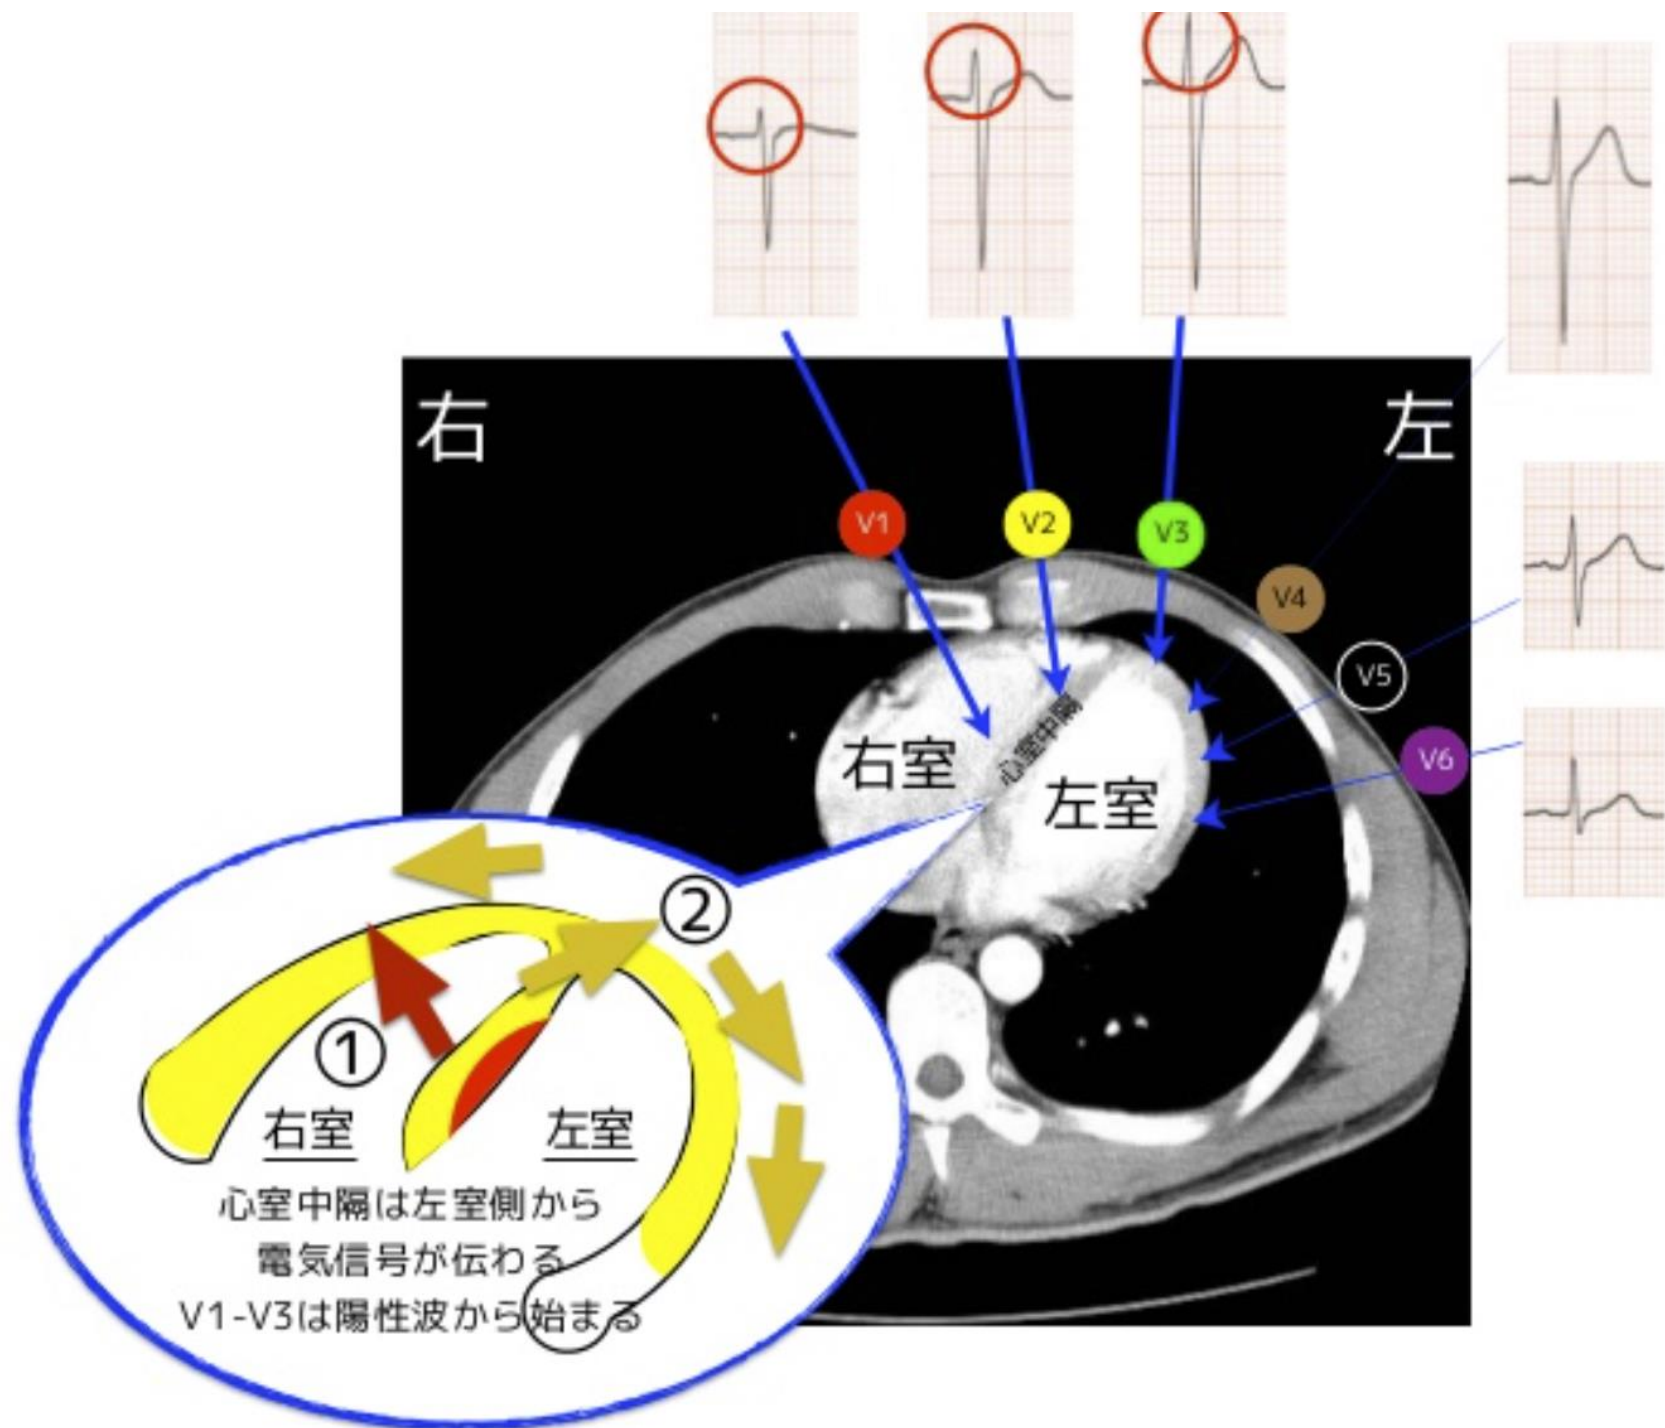 右
左
V1
V2
V3
V4
V5
V6
心室中隔
右室
左室
②
①
右室
左室
心室中隔は左室側から
電気信号が伝わる
V1-V3は陽性波から始まる